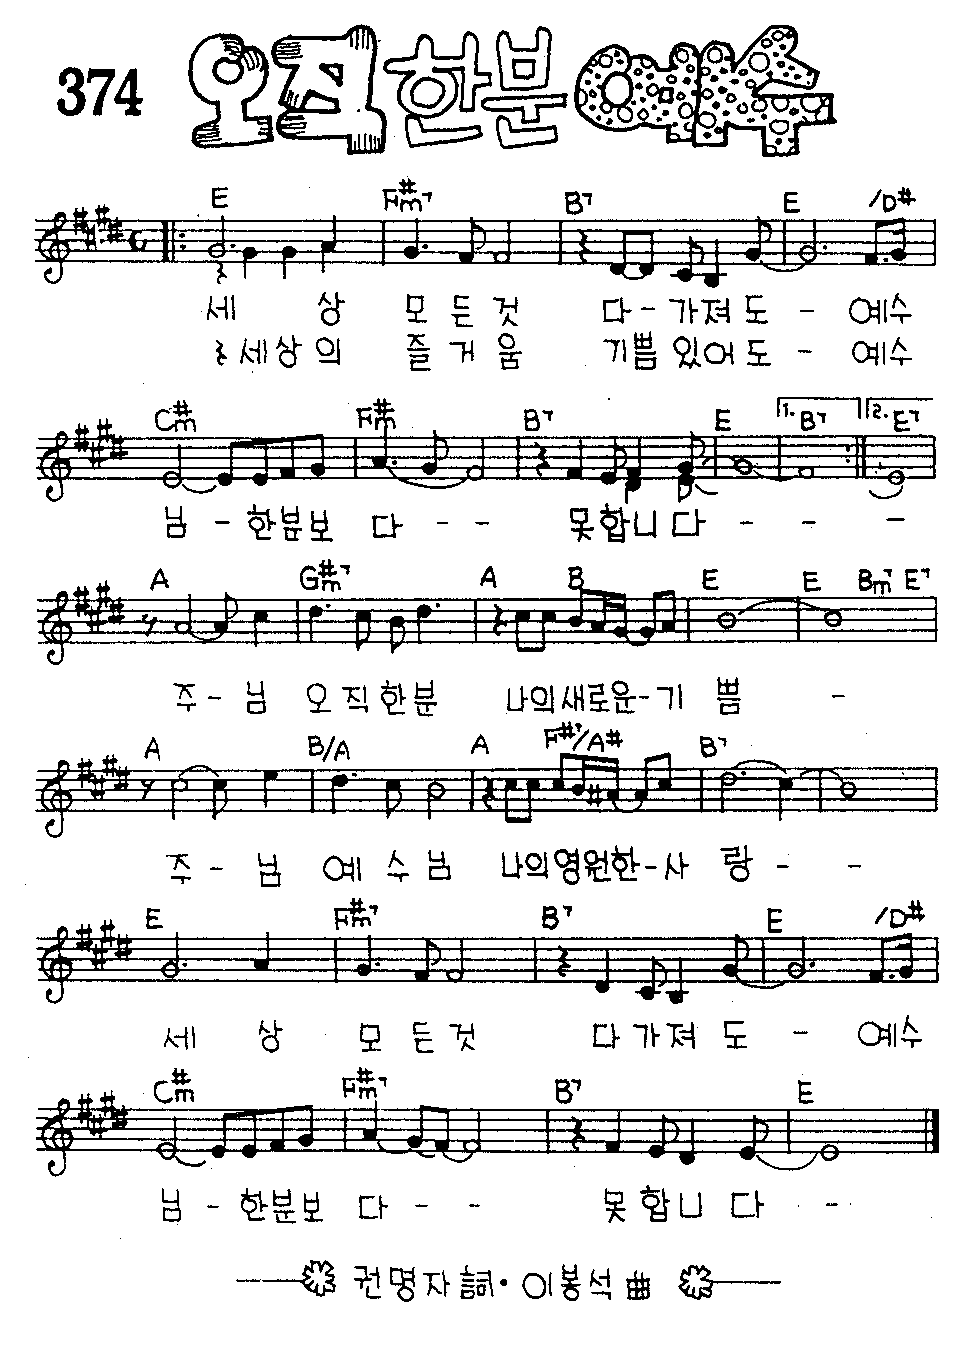 374 오직 한분 예수
E F#m7 B7 E /D#
세 상 모 든 것 다 - 가 져 도 - 예수
세상의 즐 거 움 기쁨있어도 - 예수
C#m F#m B7 E 1. B7 2. E7
님 - 한분보 다 - - 못합니 다 - - -
A G#m7 A B E E Bm7 E7
주 - 님 오 직 한 분 나의새로운 - 기 쁨 -
A B/A A F#7/A# B7
주 - 님 예 수 님 나의영원한 - 사 랑 - -
E F#m7 B7 E /D#
세 상 모 든 것 다 가 져 도 - 예수
C#m F#m7 B7 E
님 - 한분보 다 - - 못 합 니 다 -
권명자 詞 · 이봉석 曲